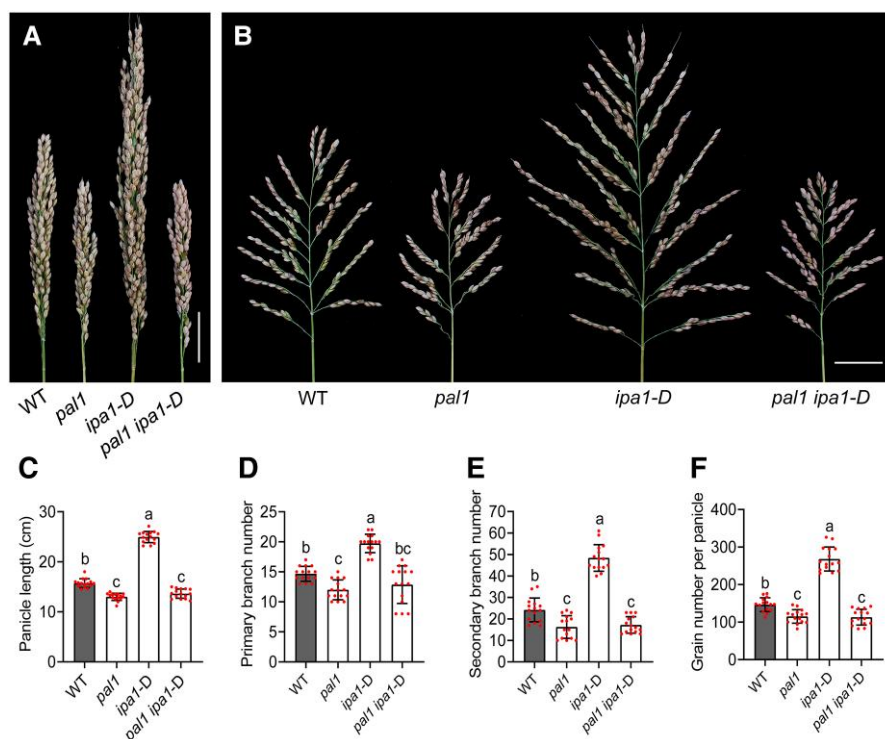 A
B
WT
pal1
ipa1-D
pal1 ipa1-D
WT
pal1
ipa1-D
pal1 ipa1-D
C
Panicle length (cm)
30
20
10
0
b
c
a
c
WT
pal1
ipa1-D
pal1 ipa1-D
D
Primary branch number
25
20
15
10
5
0
b
c
a
bc
WT
pal1
ipa1-D
pal1 ipa1-D
E
Secondary branch number
70
60
50
40
30
20
10
0
b
c
a
c
WT
pal1
ipa1-D
pal1 ipa1-D
F
Grain number per panicle
400
300
200
100
0
b
c
a
c
WT
pal1
ipa1-D
pal1 ipa1-D